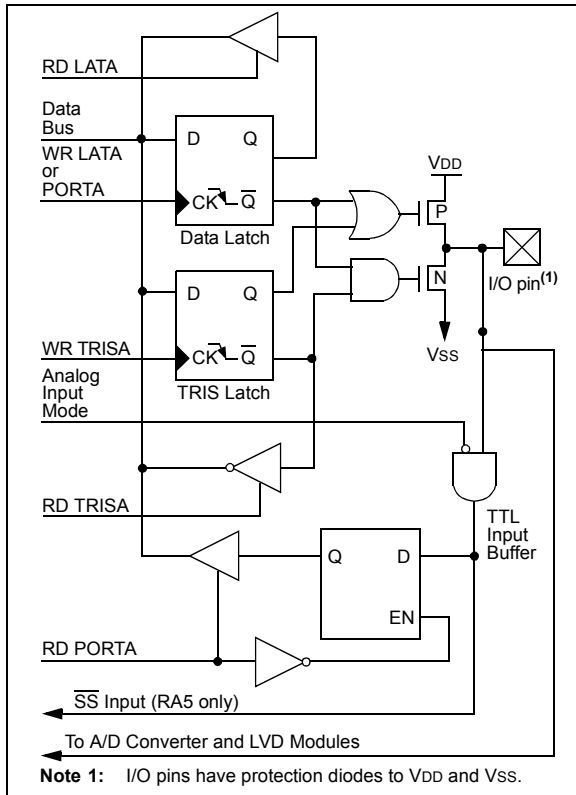 RD LATA
Data
Bus
D Q
WR LATA
or
PORTA
CK Q̅
Data Latch
VDD
P
I/O pin(1)
N
VSS
D Q
WR TRISA
CK Q̅
TRIS Latch
Analog
Input
Mode
RD TRISA
TTL
Input
Buffer
Q D
EN
RD PORTA
S̅S̅ Input (RA5 only)
To A/D Converter and LVD Modules
Note 1: I/O pins have protection diodes to VDD and VSS.